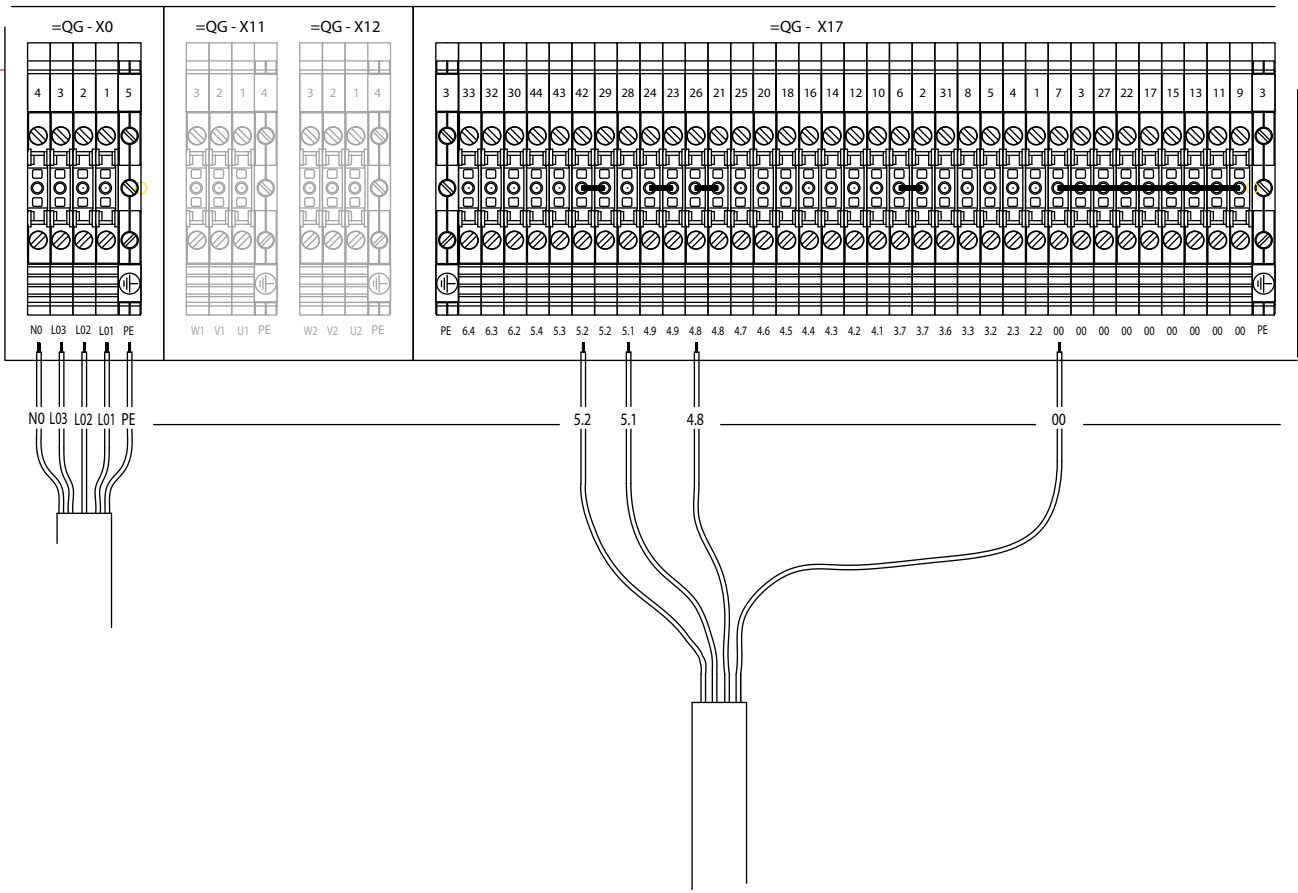 =QG - X0 =QG - X11 =QG - X12 =QG - X17
4 3 2 1 5 3 2 1 4 3 2 1 4 3 33 32 30 44 43 42 29 28 24 23 26 21 25 20 18 16 14 12 10 6 2 31 8 5 4 1 7 3 27 22 17 15 13 11 9 3
N0 L03 L02 L01 PE W1 V1 U1 PE W2 V2 U2 PE PE 6.4 6.3 6.2 5.4 5.3 5.2 5.2 5.1 4.9 4.9 4.8 4.8 4.7 4.6 4.5 4.4 4.3 4.2 4.1 3.7 3.7 3.6 3.3 3.2 2.3 2.2 00 00 00 00 00 00 00 00 00 PE
N0 L03 L02 L01 PE 5.2 5.1 4.8 00